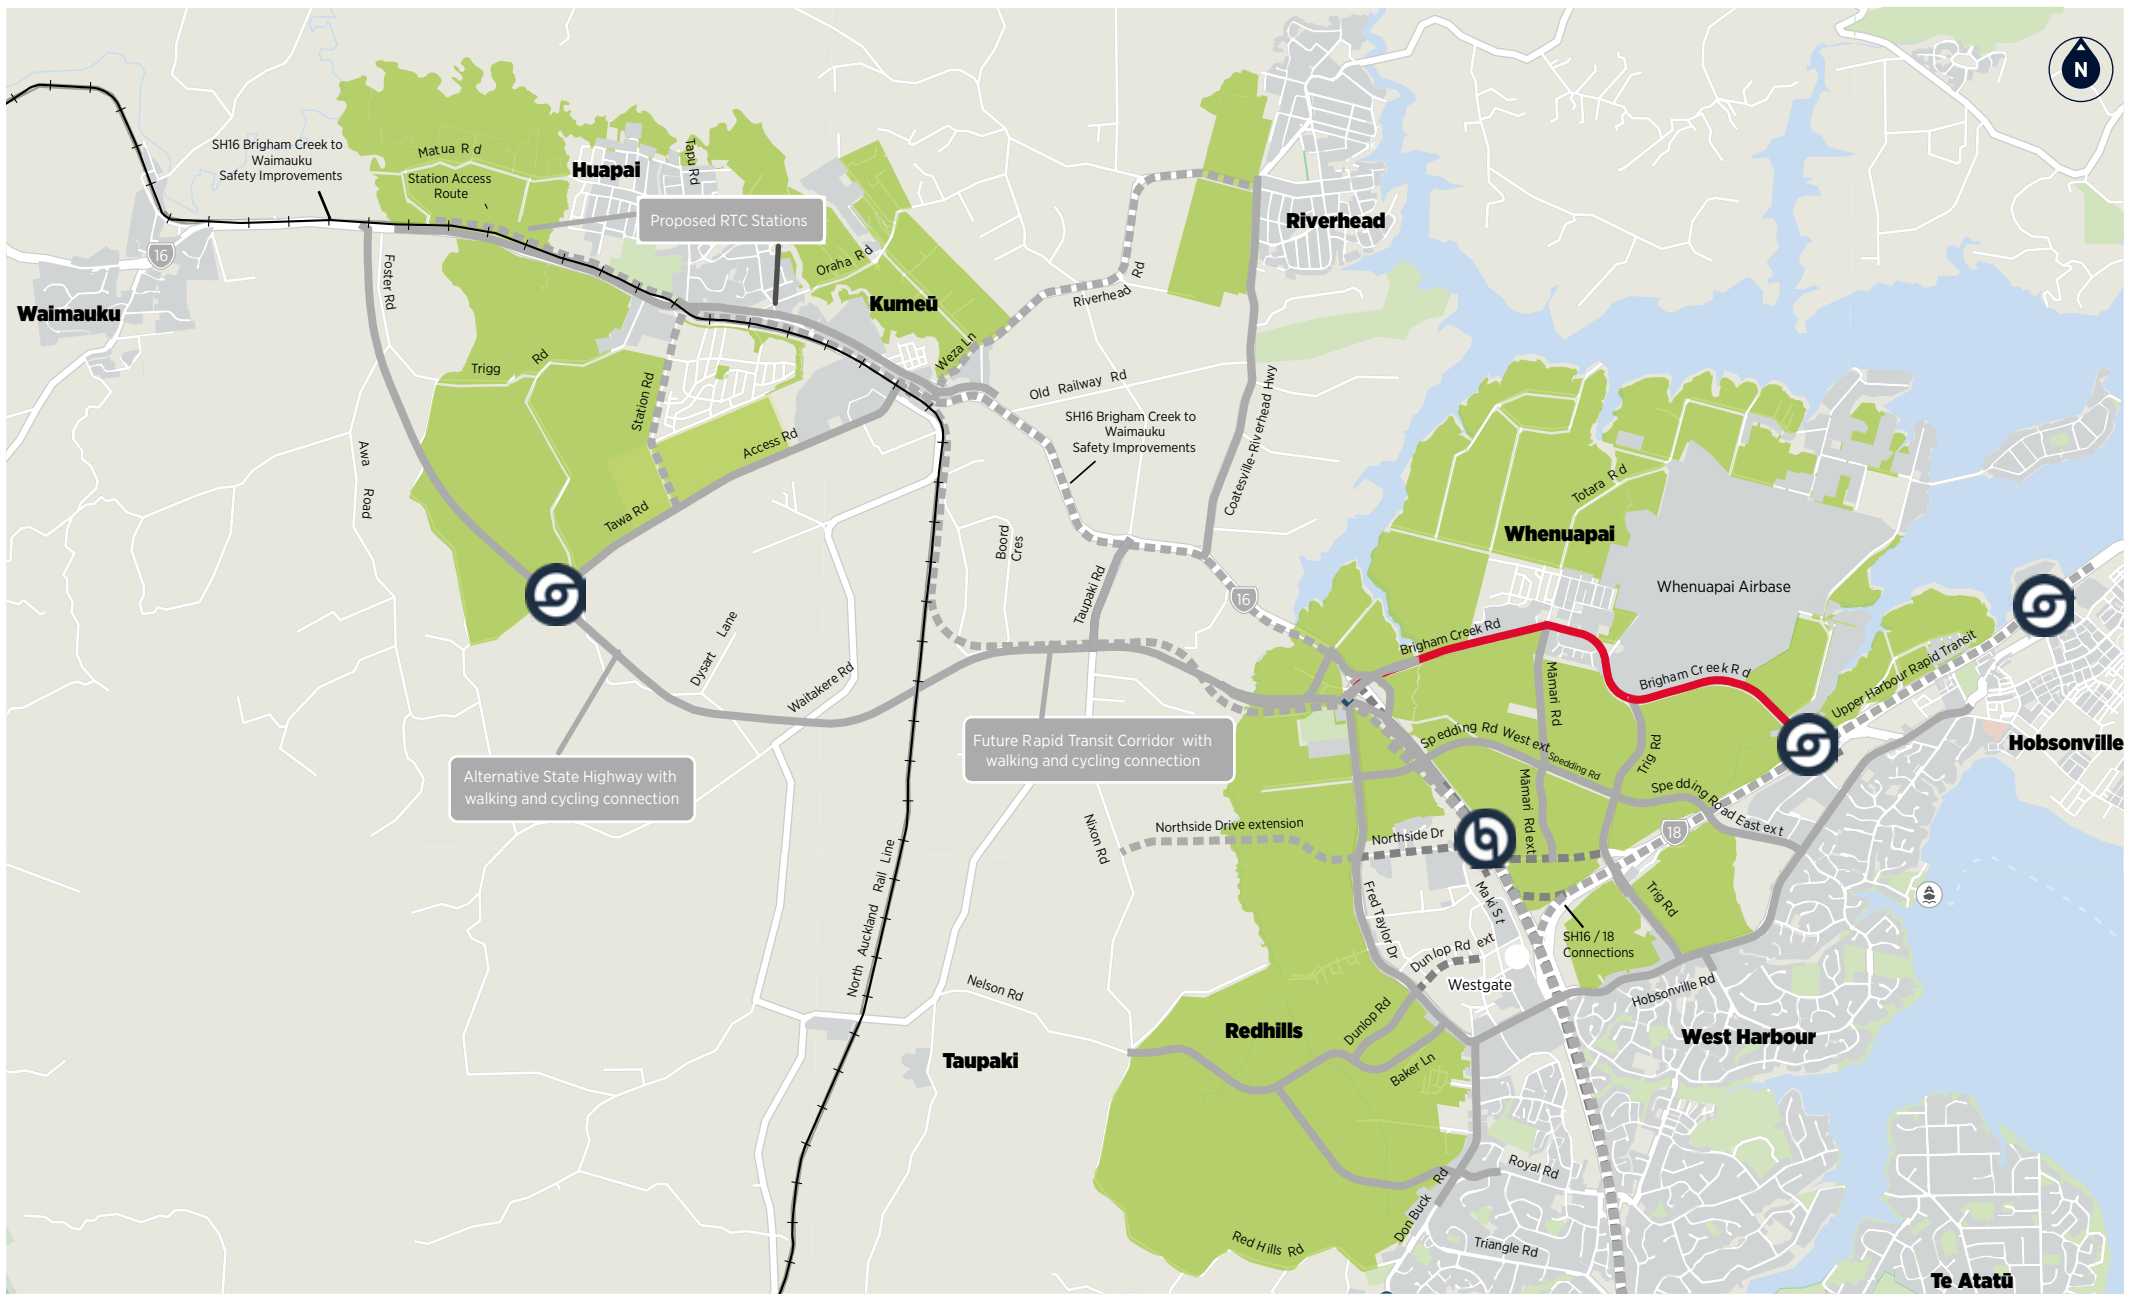 N
SH16 Brigham Creek to
Waimauku
Safety Improvements
Matua Rd
Station Access
Route
Huapai
Tapu Rd
Proposed RTC Stations
Riverhead
16
Waimauku
Foster Rd
Oraha Rd
Kumeū
Riverhead Rd
Weza Ln
Trigg Rd
Station Rd
Old Railway Rd
SH16 Brigham Creek to
Waimauku
Safety Improvements
Coatesville-Riverhead Hwy
Awa Road
Access Rd
Tawa Rd
Totara Rd
Whenuapai
Whenuapai Airbase
Boord
Cres
Taupaki Rd
16
Dysart Lane
Waitakere Rd
Brigham Creek Rd
Brigham Creek Rd
Upper Harbour Rapid Transit
Māmari Rd
Trig Rd
Hobsonville
Spedding Rd West ext
Spedding Rd
Future Rapid Transit Corridor with
walking and cycling connection
Alternative State Highway with
walking and cycling connection
Māmari Rd ext
Spedding Road East ext
18
Nixon Rd
Northside Drive extension
Northside Dr
North Auckland Rail Line
Fred Taylor Dr
Maki St
Trig Rd
SH16 / 18
Connections
Dunlop Rd ext
Westgate
Hobsonville Rd
Nelson Rd
Redhills
Dunlop Rd
West Harbour
Taupaki
Baker Ln
Royal Rd
Don Buck Rd
Red Hills Rd
Triangle Rd
Te Atatū